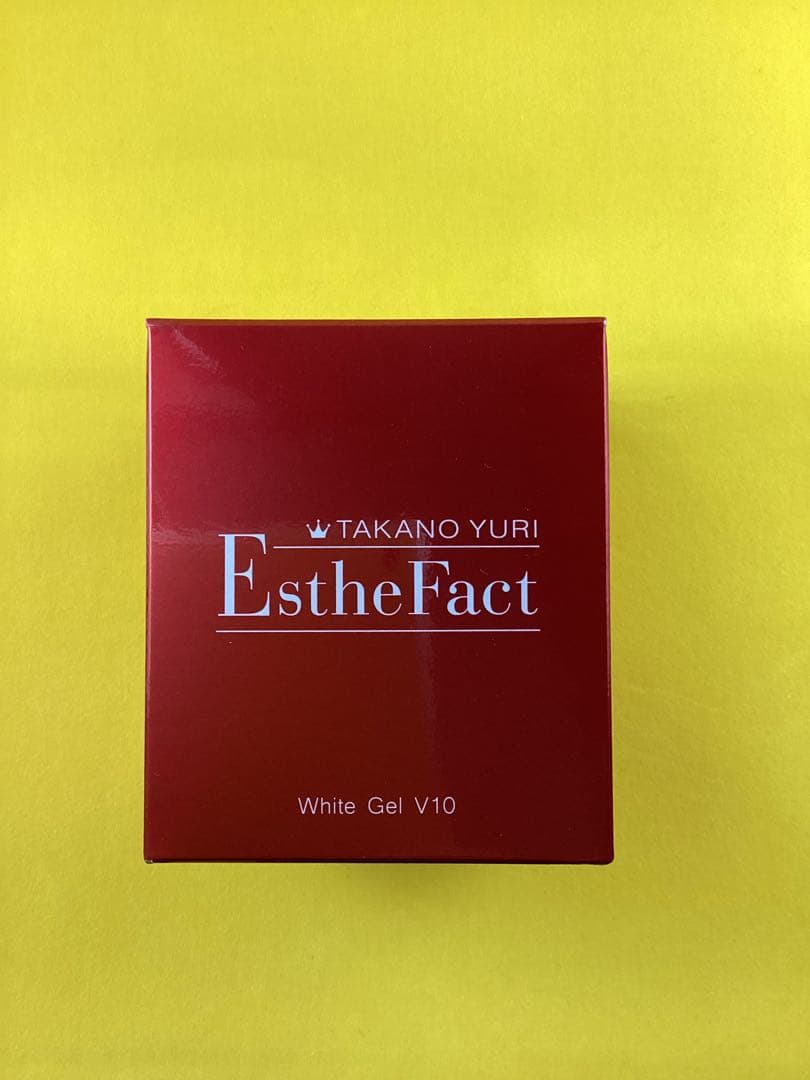 TAKANO YURI
EstheFact
White Gel V10